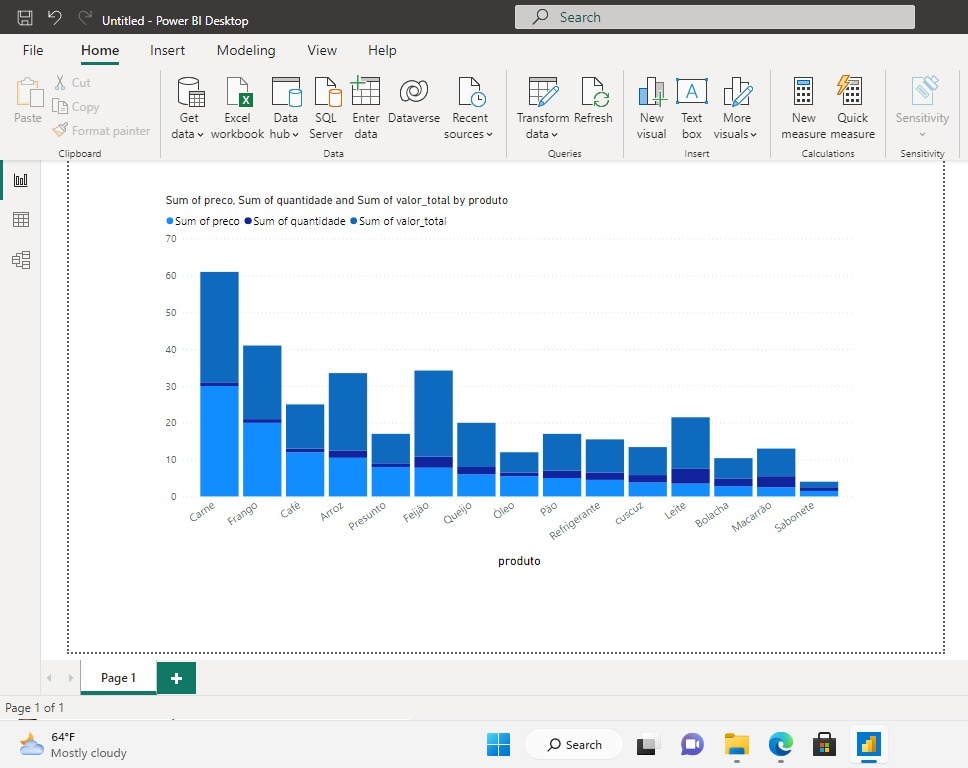 Untitled - Power BI Desktop
Search
File Home Insert Modeling View Help
Paste
Cut
Copy
Format painter
Clipboard
Get data
Excel workbook
Data hub
SQL Server
Enter data
Dataverse
Recent sources
Data
Transform data
Refresh
Queries
New visual
Text box
More visuals
Insert
New measure
Quick measure
Calculations
Sensitivity
Sensitivity
Sum of preco, Sum of quantidade and Sum of valor_total by produto
Sum of preco Sum of quantidade Sum of valor_total
70
60
50
40
30
20
10
0
Carne
Frango
Café
Arroz
Presunto
Feijão
Queijo
Óleo
Pão
Refrigerante
cuscuz
Leite
Bolacha
Macarrão
Sabonete
produto
Page 1
Page 1 of 1
64°F
Mostly cloudy
Search